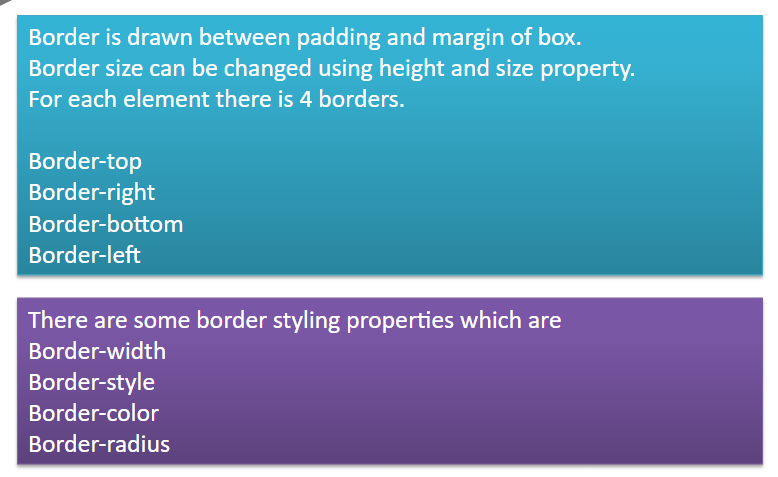 Border is drawn between padding and margin of box.
Border size can be changed using height and size property.
For each element there is 4 borders.
Border-top
Border-right
Border-bottom
Border-left
There are some border styling properties which are
Border-width
Border-style
Border-color
Border-radius